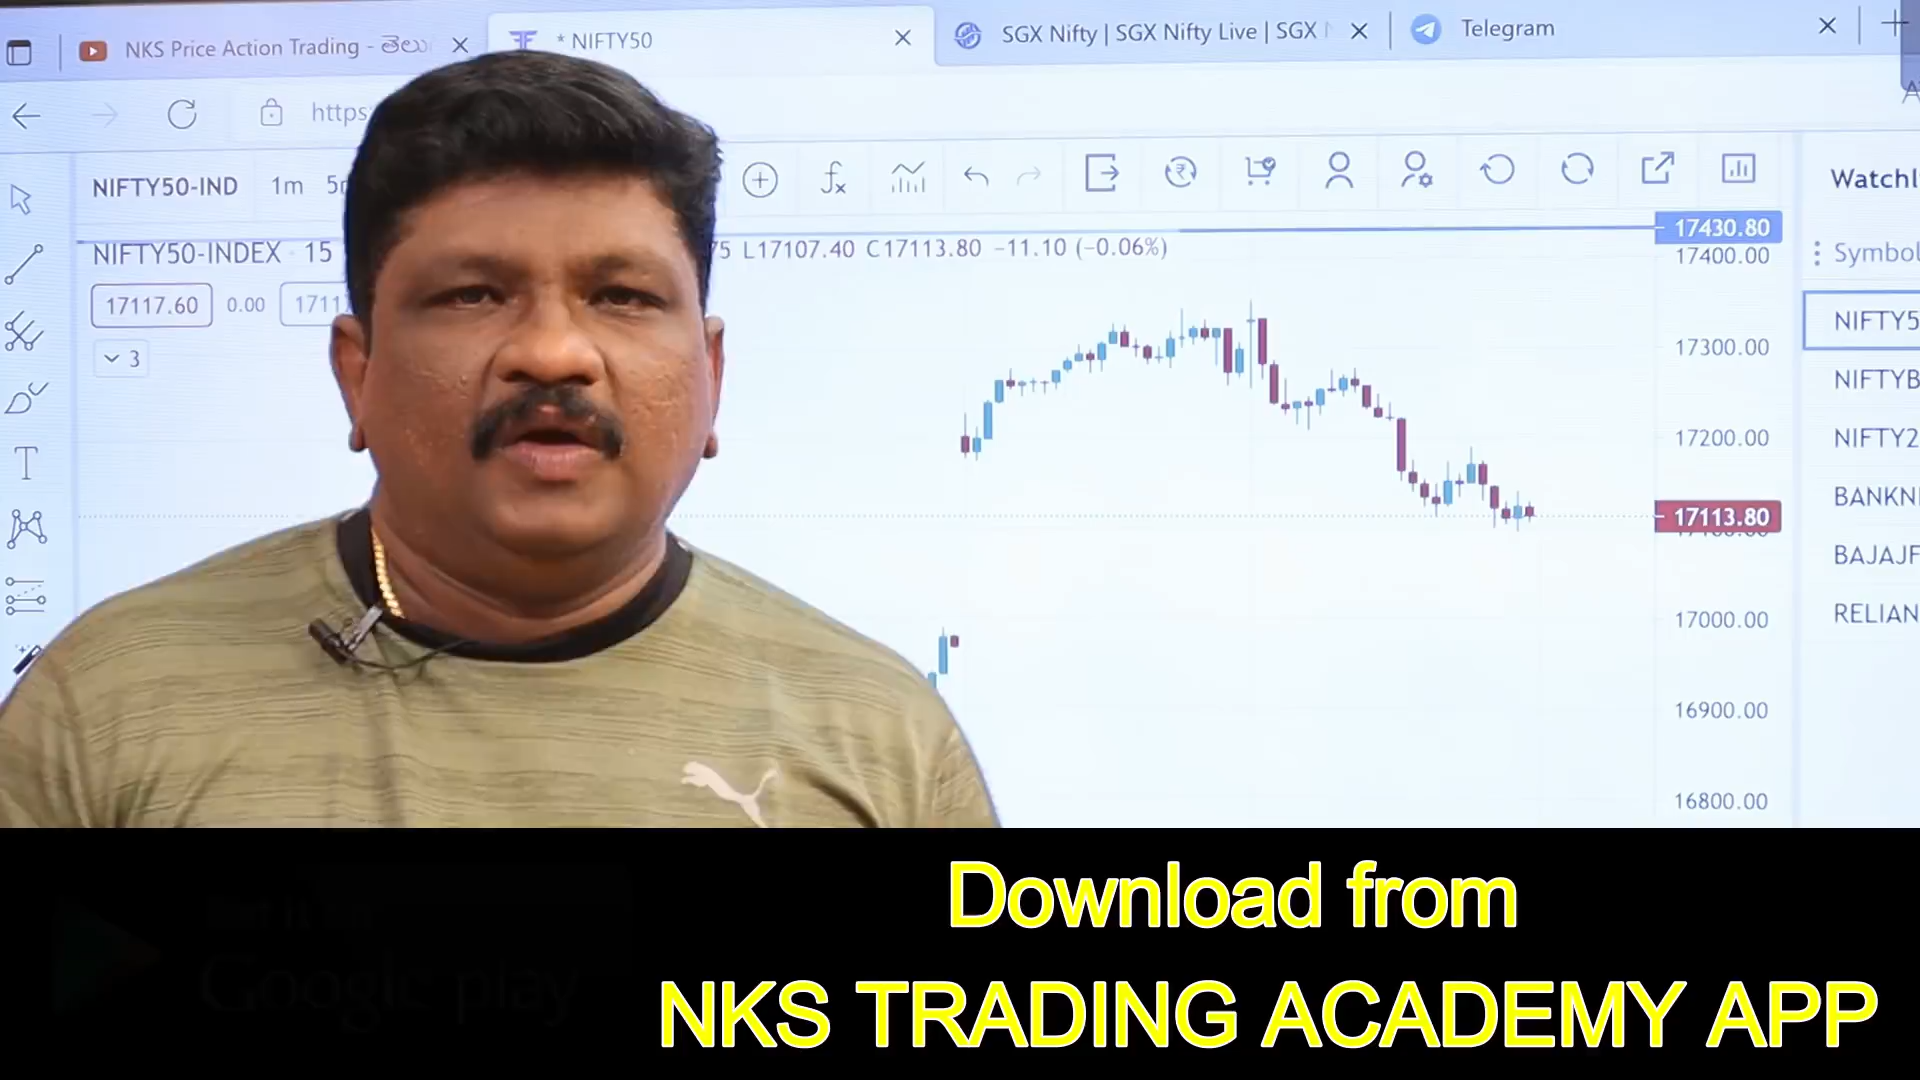 NKS Price Action Trading - తెలు
* NIFTY50
SGX Nifty | SGX Nifty Live | SGX
Telegram
https
NIFTY50-IND 1m
Watchl
NIFTY50-INDEX · 15
L17107.40 C17113.80 −11.10 (−0.06%)
17117.60 0.00
3
17430.80
17400.00
17300.00
17200.00
17113.80
17000.00
16900.00
16800.00
Symbol
NIFTY5
NIFTYB
NIFTY2
BANKNI
BAJAJF
RELIAN
Google play
Download from
NKS TRADING ACADEMY APP